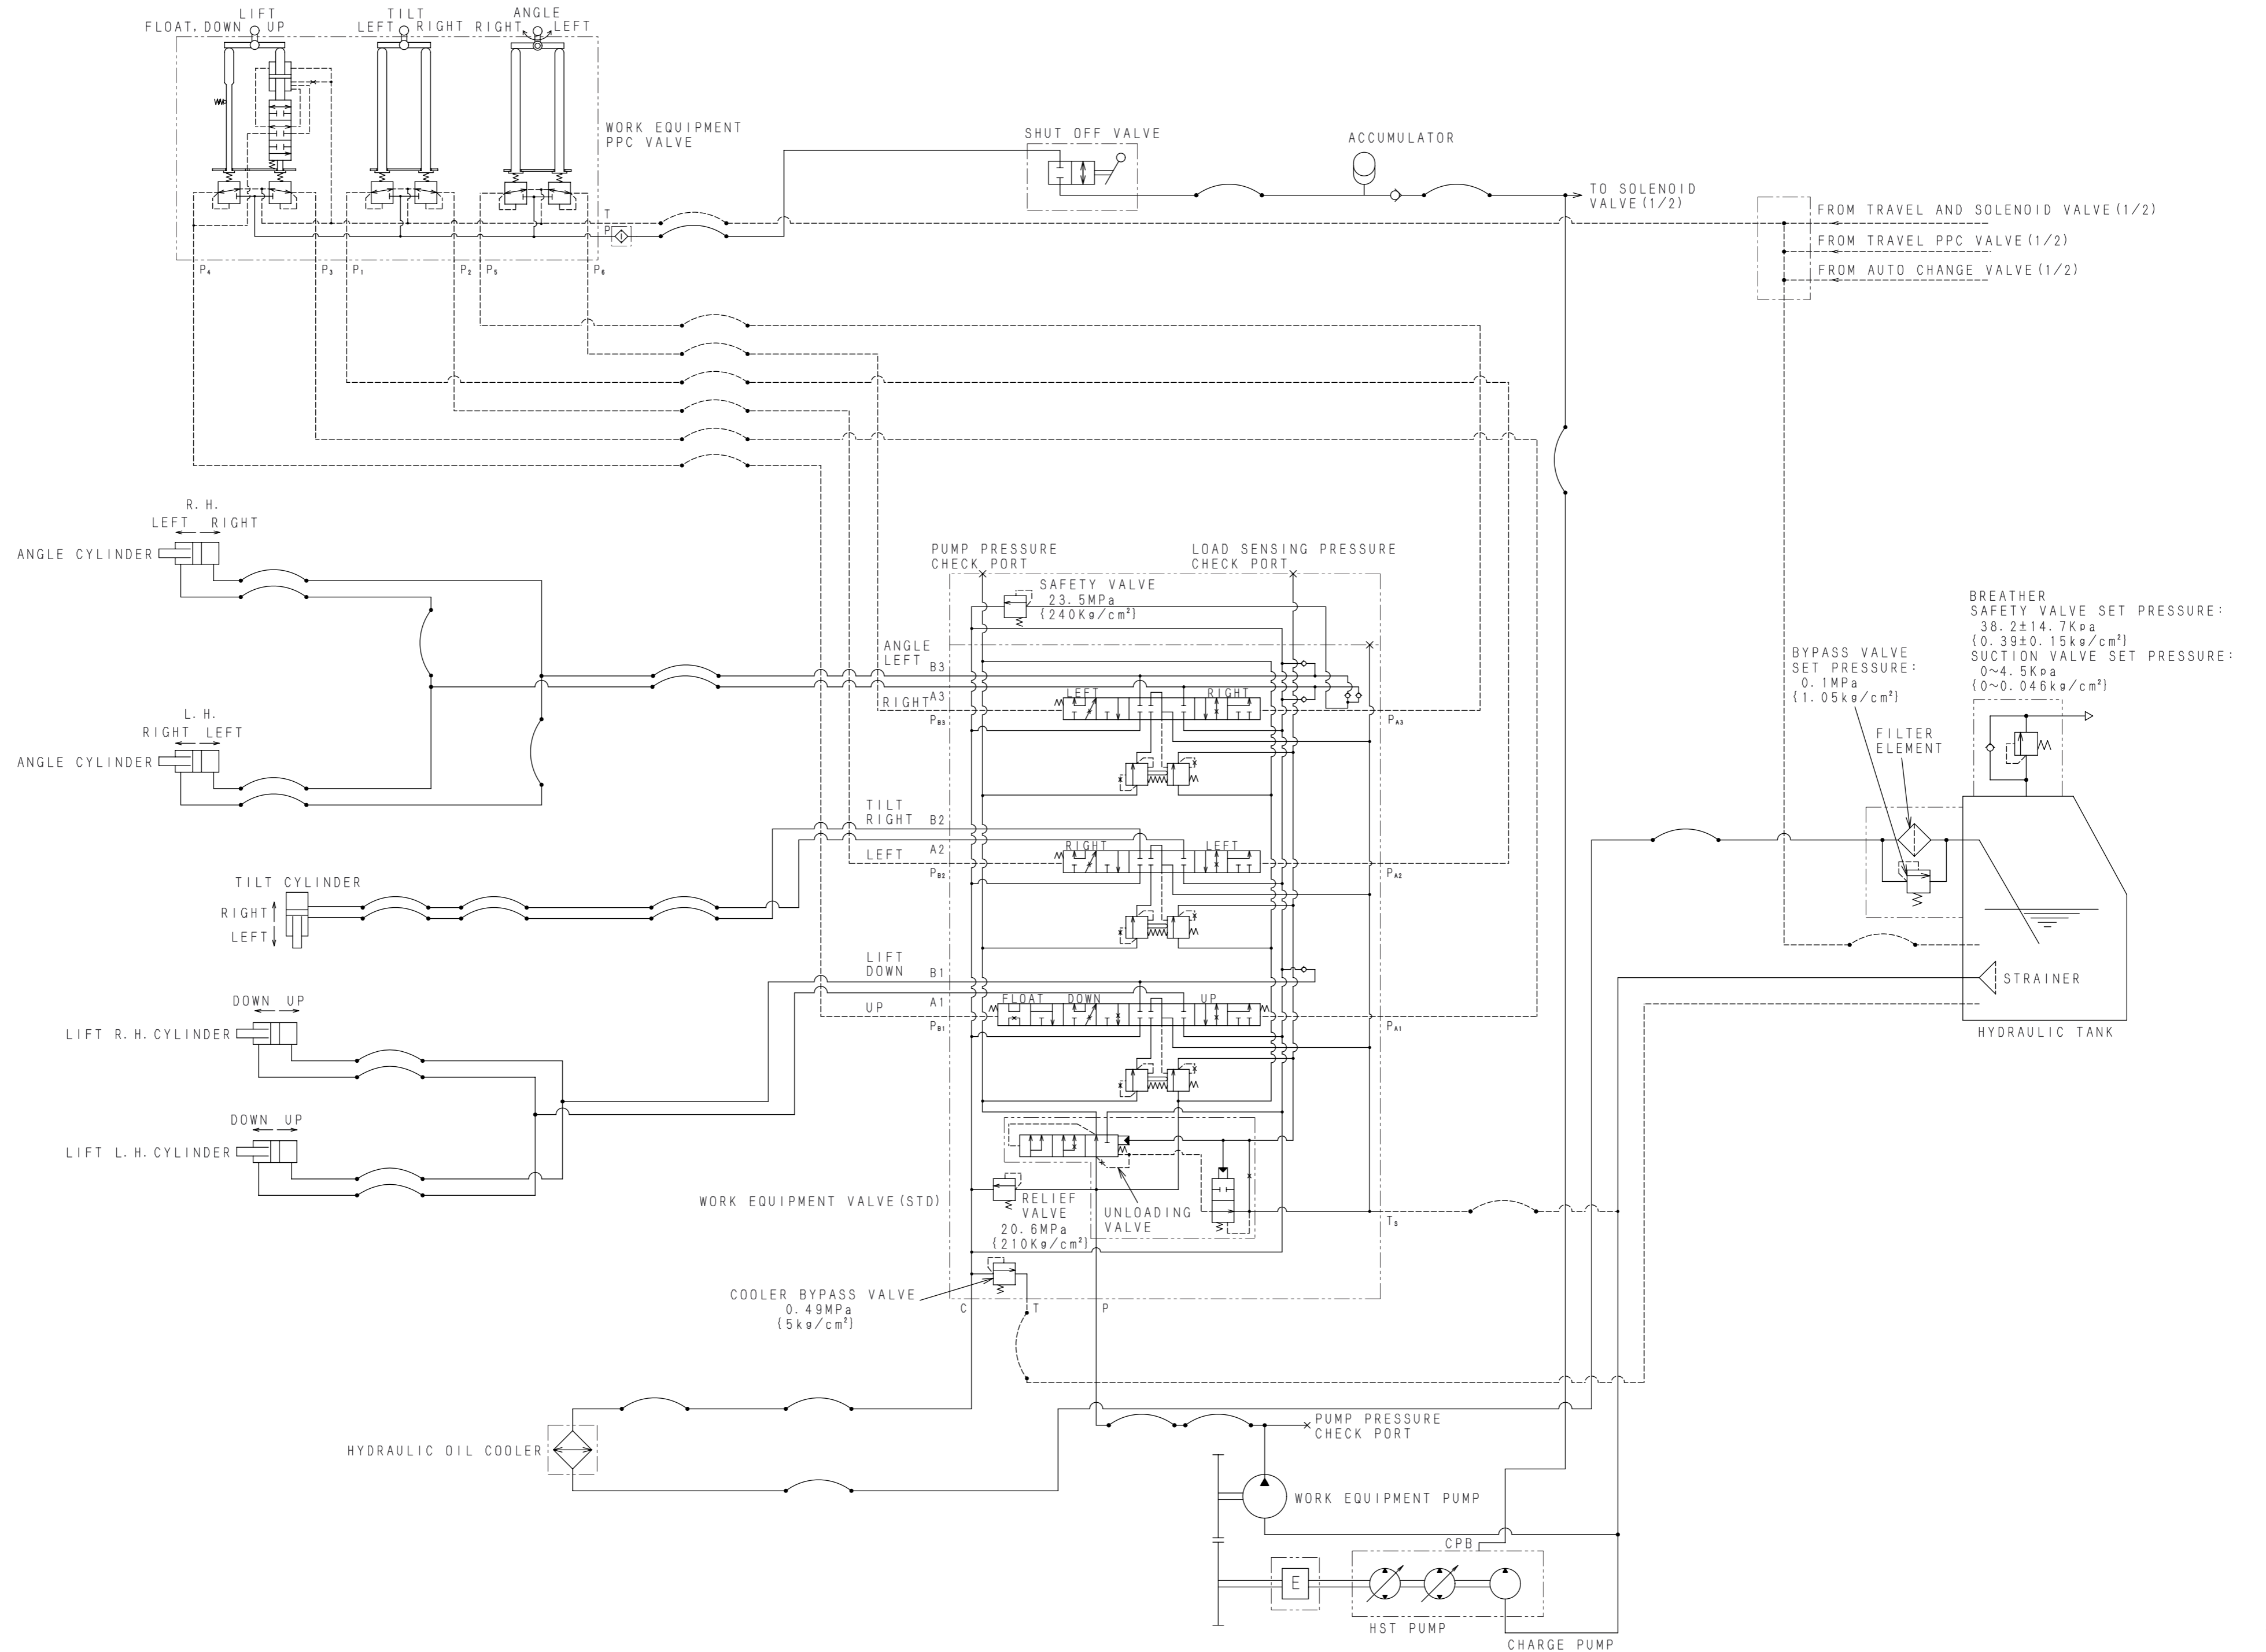 LIFT
FLOAT, DOWN UP
TILT
LEFT RIGHT
ANGLE
RIGHT LEFT
WORK EQUIPMENT
PPC VALVE
T
P
P₄
P₃
P₁
P₂
P₅
P₆
SHUT OFF VALVE
ACCUMULATOR
TO SOLENOID
VALVE(1/2)
FROM TRAVEL AND SOLENOID VALVE(1/2)
FROM TRAVEL PPC VALVE(1/2)
FROM AUTO CHANGE VALVE(1/2)
R.H.
LEFT RIGHT
ANGLE CYLINDER
L.H.
RIGHT LEFT
ANGLE CYLINDER
TILT CYLINDER
RIGHT
LEFT
DOWN UP
LIFT R.H.CYLINDER
DOWN UP
LIFT L.H.CYLINDER
PUMP PRESSURE
CHECK PORT
LOAD SENSING PRESSURE
CHECK PORT
SAFETY VALVE
23.5MPa
{240Kg/cm²}
ANGLE
LEFT
B3
RIGHT
A3
PB3
LEFT
RIGHT
PA3
TILT
RIGHT
B2
LEFT
A2
PB2
RIGHT
LEFT
PA2
LIFT
DOWN
B1
UP
A1
PB1
FLOAT
DOWN
UP
PA1
WORK EQUIPMENT VALVE(STD)
RELIEF
VALVE
20.6MPa
{210Kg/cm²}
UNLOADING
VALVE
T₅
COOLER BYPASS VALVE
0.49MPa
{5kg/cm²}
C
T
P
HYDRAULIC OIL COOLER
PUMP PRESSURE
CHECK PORT
WORK EQUIPMENT PUMP
CPB
E
HST PUMP
CHARGE PUMP
BREATHER
SAFETY VALVE SET PRESSURE:
38.2±14.7Kpa
{0.39±0.15kg/cm²}
SUCTION VALVE SET PRESSURE:
0~4.5Kpa
{0~0.046kg/cm²}
BYPASS VALVE
SET PRESSURE:
0.1MPa
{1.05kg/cm²}
FILTER
ELEMENT
STRAINER
HYDRAULIC TANK